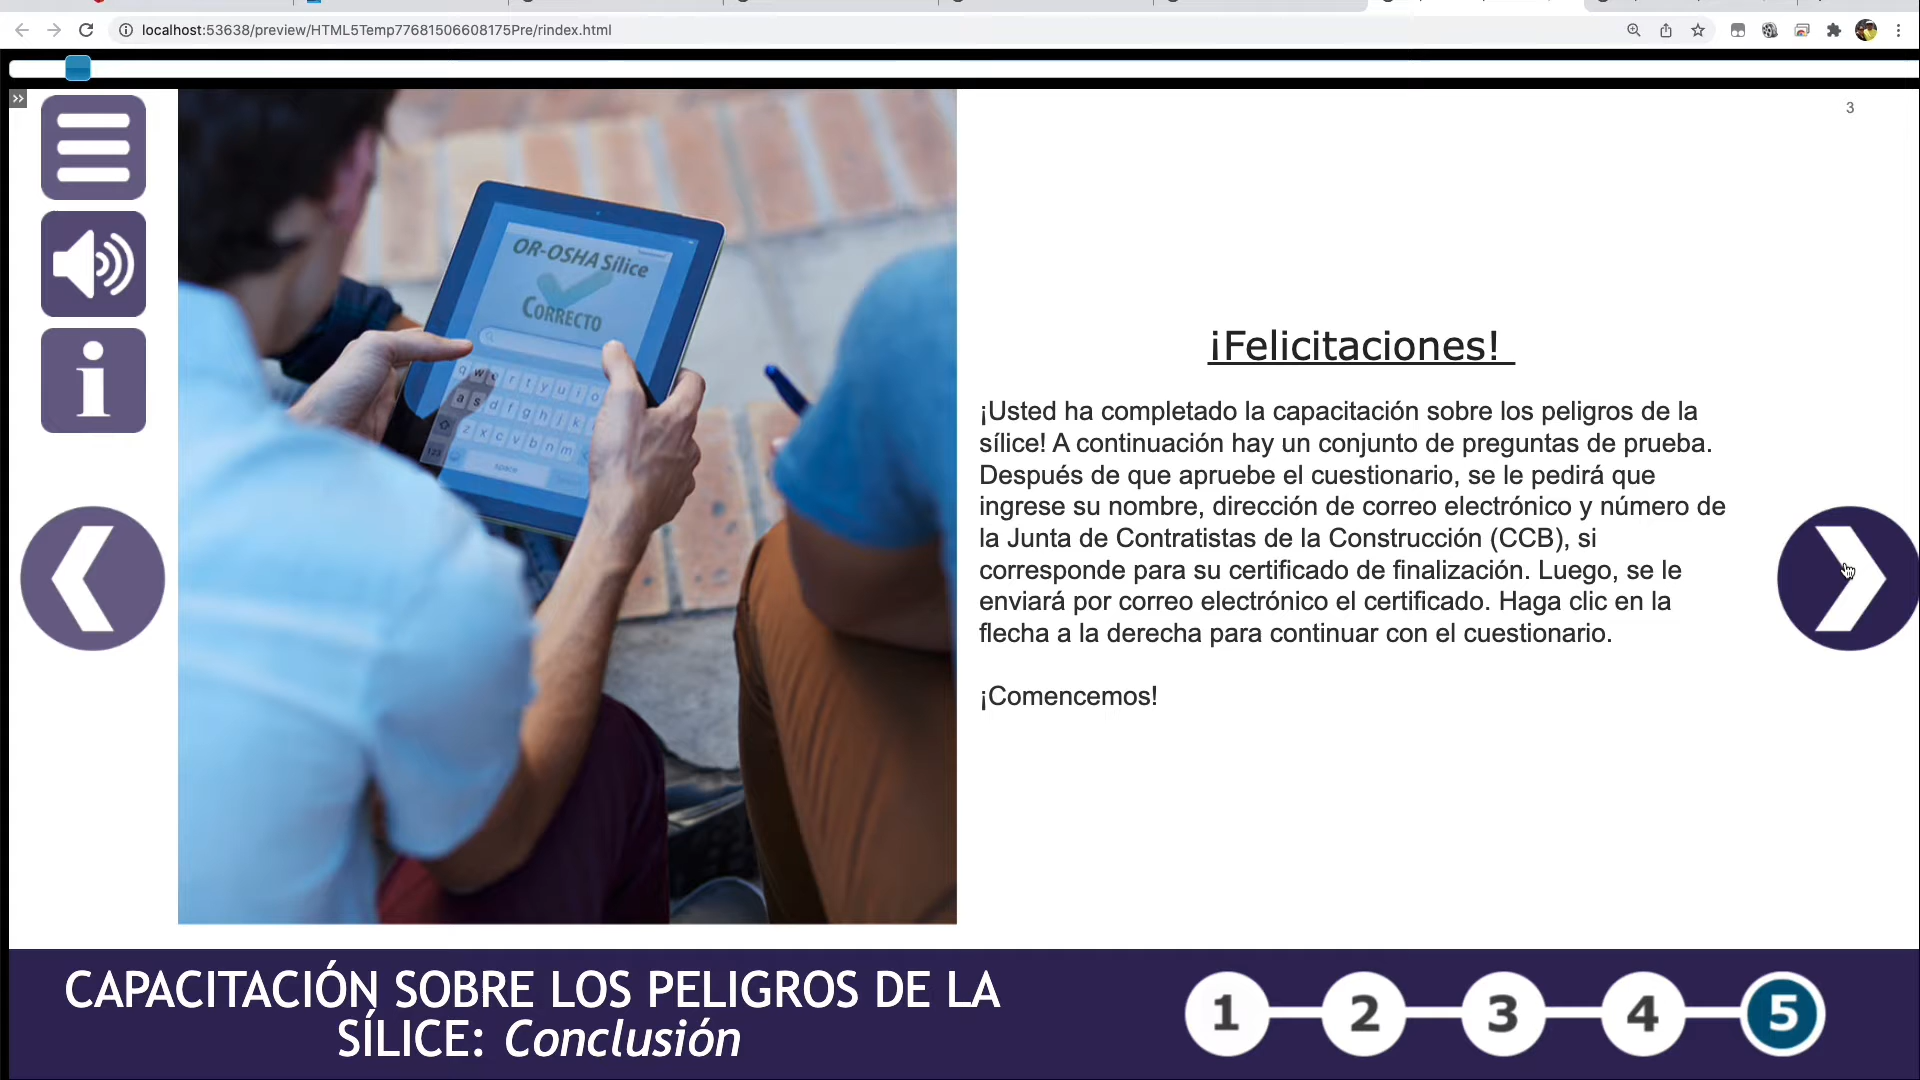 localhost:53638/preview/HTML5Temp77681506608175Pre/rindex.html
3
OR-OSHA Sílice
CORRECTO
q w e r t y u i o
a s d f g h j k
z x c v b n m
123
space
¡Felicitaciones!
¡Usted ha completado la capacitación sobre los peligros de la
sílice! A continuación hay un conjunto de preguntas de prueba.
Después de que apruebe el cuestionario, se le pedirá que
ingrese su nombre, dirección de correo electrónico y número de
la Junta de Contratistas de la Construcción (CCB), si
corresponde para su certificado de finalización. Luego, se le
enviará por correo electrónico el certificado. Haga clic en la
flecha a la derecha para continuar con el cuestionario.
¡Comencemos!
CAPACITACIÓN SOBRE LOS PELIGROS DE LA
SÍLICE: Conclusión
1 2 3 4 5